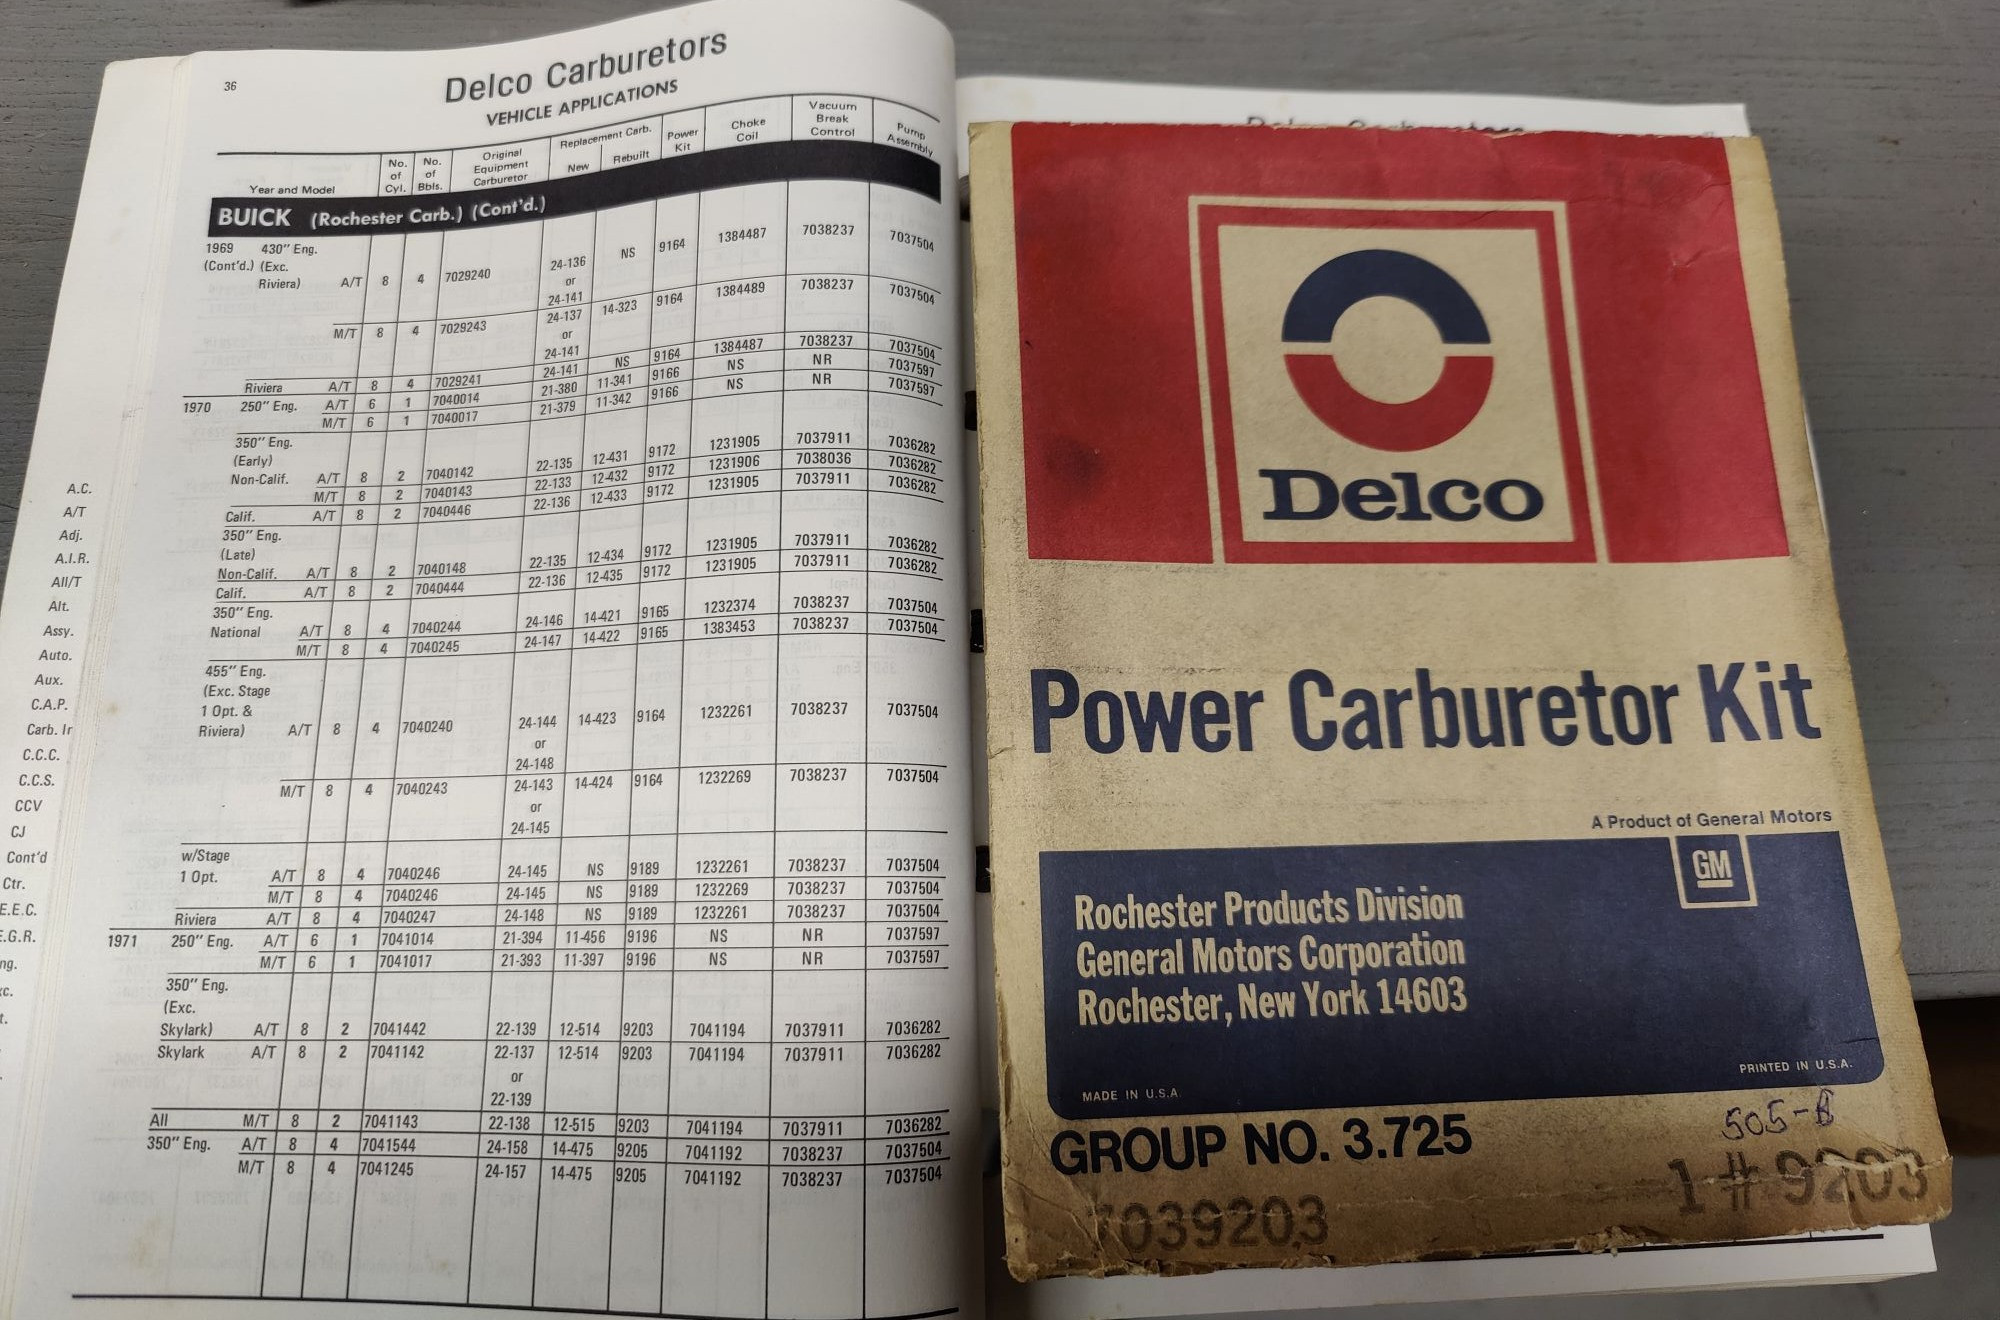 36
Delco Carburetors
VEHICLE APPLICATIONS
Year and Model | No. of Cyl. | No. of Bbls. | Original Equipment Carburetor | Replacement Carb. New | Rebuilt | Power Kit | Choke Coil | Vacuum Break Control | Pump Assembly
BUICK (Rochester Carb.) (Cont'd.)
1969 430" Eng.
(Cont'd.) (Exc.
Riviera) A/T 8 4 7029240 24-136 or 24-141 NS 9164 1384487 7038237 7037504
M/T 8 4 7029243 24-137 or 24-141 14-323 9164 1384489 7038237 7037504
Riviera A/T 8 4 7029241 24-141 NS 9164 1384487 7038237 7037504
1970 250" Eng. A/T 6 1 7040014 21-380 11-341 9166 NS NR 7037597
M/T 6 1 7040017 21-379 11-342 9166 NS NR 7037597
350" Eng.
(Early)
Non-Calif. A/T 8 2 7040142 22-135 12-431 9172 1231905 7037911 7036282
M/T 8 2 7040143 22-133 12-432 9172 1231906 7038036 7036282
Calif. A/T 8 2 7040446 22-136 12-433 9172 1231905 7037911 7036282
350" Eng.
(Late)
Non-Calif. A/T 8 2 7040148 22-135 12-434 9172 1231905 7037911 7036282
Calif. A/T 8 2 7040444 22-136 12-435 9172 1231905 7037911 7036282
350" Eng.
National A/T 8 4 7040244 24-146 14-421 9165 1232374 7038237 7037504
M/T 8 4 7040245 24-147 14-422 9165 1383453 7038237 7037504
455" Eng.
(Exc. Stage
1 Opt. &
Riviera) A/T 8 4 7040240 24-144 or 24-148 14-423 9164 1232261 7038237 7037504
M/T 8 4 7040243 24-143 or 24-145 14-424 9164 1232269 7038237 7037504
w/Stage
1 Opt. A/T 8 4 7040246 24-145 NS 9189 1232261 7038237 7037504
M/T 8 4 7040246 24-145 NS 9189 1232269 7038237 7037504
Riviera A/T 8 4 7040247 24-148 NS 9189 1232261 7038237 7037504
1971 250" Eng. A/T 6 1 7041014 21-394 11-456 9196 NS NR 7037597
M/T 6 1 7041017 21-393 11-397 9196 NS NR 7037597
350" Eng.
(Exc.
Skylark) A/T 8 2 7041442 22-139 12-514 9203 7041194 7037911 7036282
Skylark A/T 8 2 7041142 22-137 or 22-139 12-514 9203 7041194 7037911 7036282
All M/T 8 2 7041143 22-138 12-515 9203 7041194 7037911 7036282
350" Eng. A/T 8 4 7041544 24-158 14-475 9205 7041192 7038237 7037504
M/T 8 4 7041245 24-157 14-475 9205 7041192 7038237 7037504
A.C.
A/T
Adj.
A.I.R.
All/T
Alt.
Assy.
Auto.
Aux.
C.A.P.
Carb. Ir
C.C.C.
C.C.S.
CCV
CJ
Cont'd
Ctr.
E.E.C.
E.G.R.
Delco
Power Carburetor Kit
A Product of General Motors
GM
Rochester Products Division
General Motors Corporation
Rochester, New York 14603
MADE IN U.S.A. PRINTED IN U.S.A.
505-B
GROUP NO. 3.725
7039203 1 # 9203